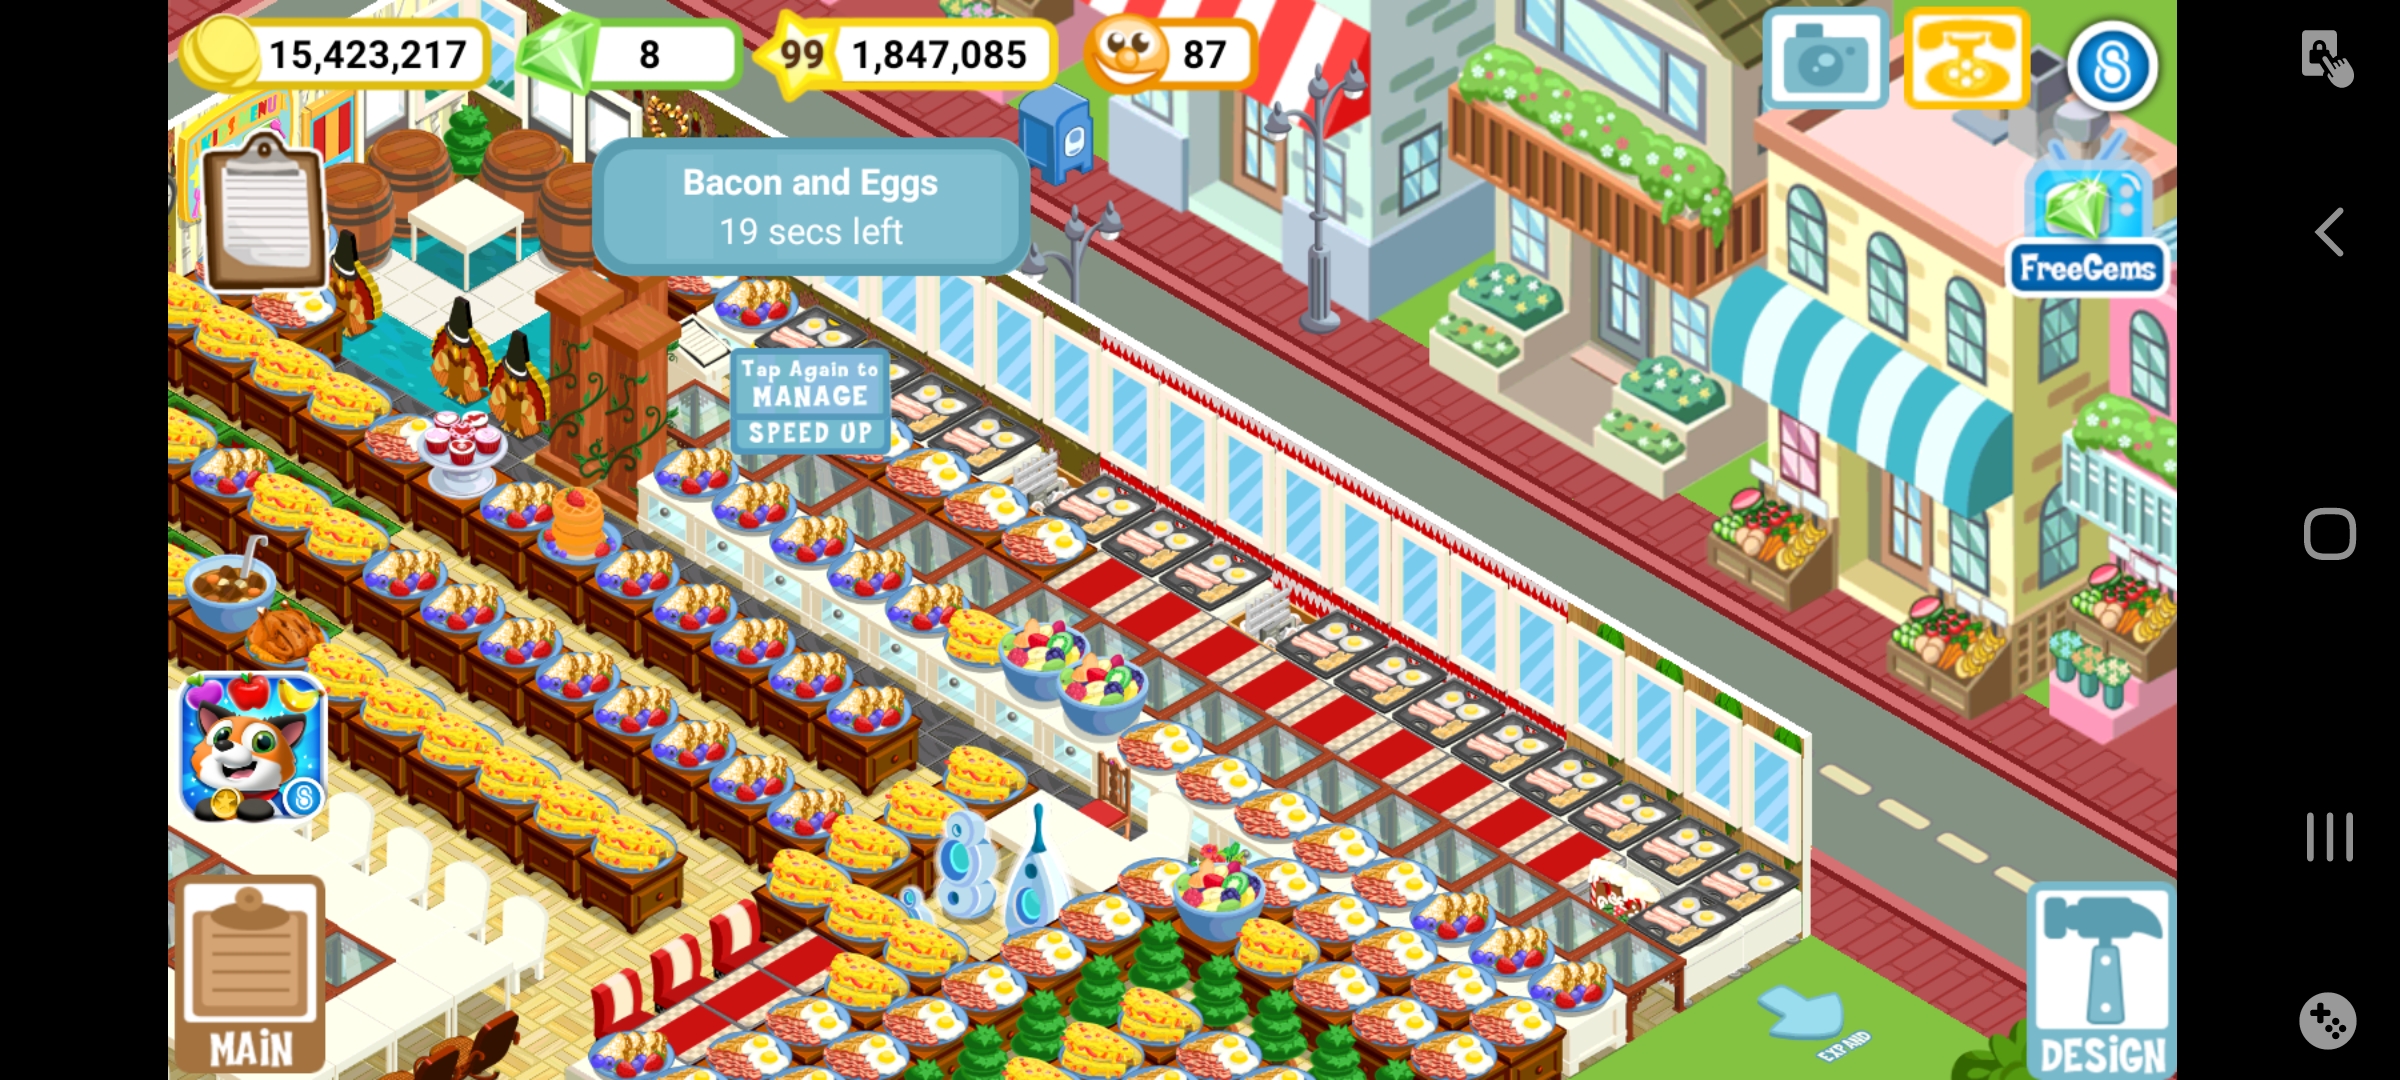 15,423,217
8
99
1,847,085
87
MENU
Bacon and Eggs
19 secs left
FreeGems
Tap Again to
MANAGE
SPEED UP
MAIN
EXPAND
DESIGN